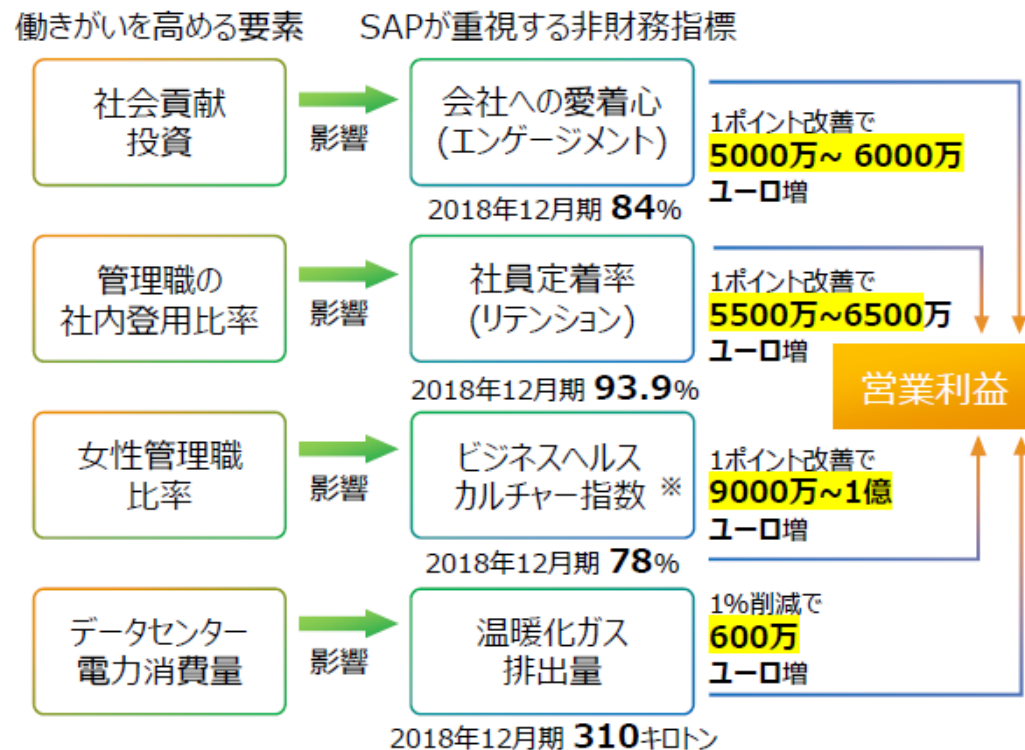 働きがいを高める要素
SAPが重視する非財務指標
社会貢献
投資
影響
会社への愛着心
(エンゲージメント)
2018年12月期 84%
1ポイント改善で
5000万~ 6000万
ユーロ増
管理職の
社内登用比率
影響
社員定着率
(リテンション)
2018年12月期 93.9%
1ポイント改善で
5500万~6500万
ユーロ増
営業利益
女性管理職
比率
影響
ビジネスヘルス
カルチャー指数 ※
2018年12月期 78%
1ポイント改善で
9000万~1億
ユーロ増
データセンター
電力消費量
影響
温暖化ガス
排出量
2018年12月期 310キロトン
1%削減で
600万
ユーロ増